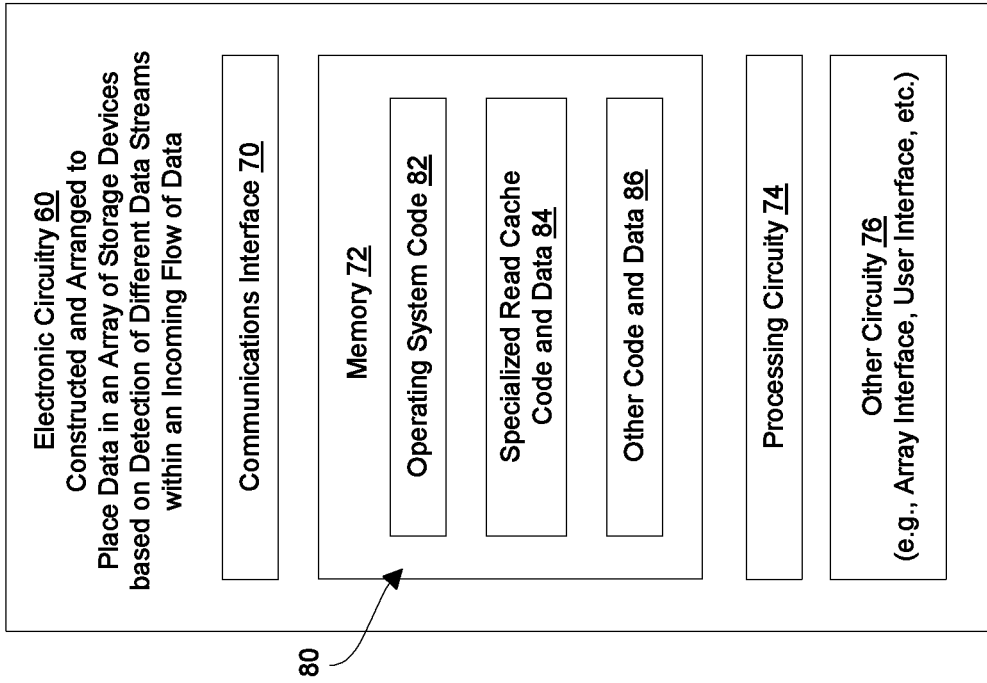 Electronic Circuitry 60
Constructed and Arranged to
Place Data in an Array of Storage Devices
based on Detection of Different Data Streams
within an Incoming Flow of Data
Communications Interface 70
Memory 72
Operating System Code 82
Specialized Read Cache
Code and Data 84
Other Code and Data 86
80
Processing Circuit 74
Other Circuity 76
(e.g., Array Interface, User Interface, etc.)